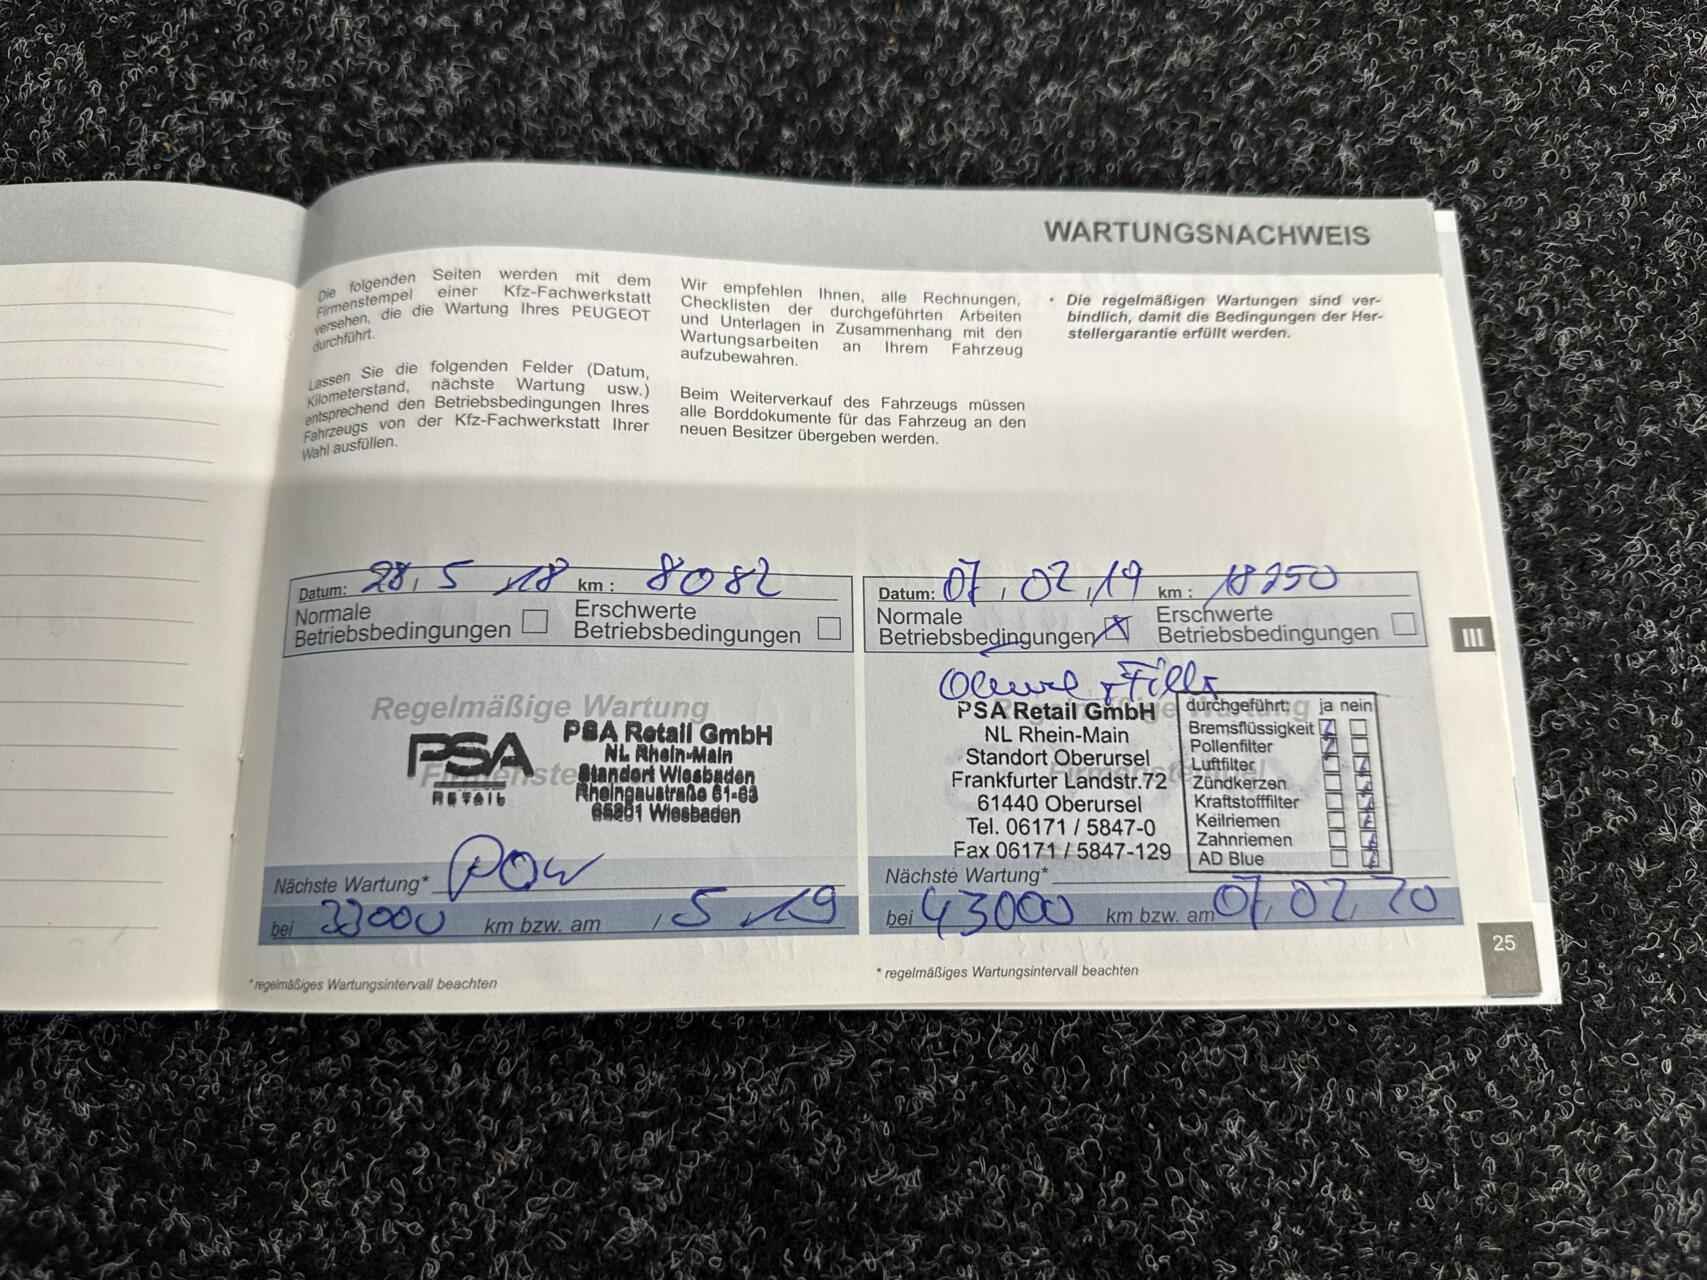 WARTUNGSNACHWEIS
Die folgenden Seiten werden mit dem
Firmenstempel einer Kfz-Fachwerkstatt
versehen, die die Wartung Ihres PEUGEOT
durchführt.
Lassen Sie die folgenden Felder (Datum,
Kilometerstand, nächste Wartung usw.)
entsprechend den Betriebsbedingungen Ihres
Fahrzeugs von der Kfz-Fachwerkstatt Ihrer
Wahl ausfüllen.
Wir empfehlen Ihnen, alle Rechnungen,
Checklisten der durchgeführten Arbeiten
und Unterlagen in Zusammenhang mit den
Wartungsarbeiten an Ihrem Fahrzeug
aufzubewahren.
Beim Weiterverkauf des Fahrzeugs müssen
alle Borddokumente für das Fahrzeug an den
neuen Besitzer übergeben werden.
• Die regelmäßigen Wartungen sind ver-
bindlich, damit die Bedingungen der Her-
stellergarantie erfüllt werden.
Datum: 28, 5 18 km : 8082
Normale
Betriebsbedingungen
Erschwerte
Betriebsbedingungen
Regelmäßige Wartung
PSA
RETAIL
PSA Retail GmbH
NL Rhein-Main
Standort Wiesbaden
Rheingaustraße 61-63
Wiesbaden
Nächste Wartung*
bei 33000 km bzw. am / 5 19
* regelmäßiges Wartungsintervall beachten
Datum: 07, 02, 19 km :
Normale
Betriebsbedingungen
Erschwerte
Betriebsbedingungen
PSA Retail GmbH
NL Rhein-Main
Standort Oberursel
Frankfurter Landstr.72
61440 Oberursel
Tel. 06171 / 5847-0
Fax 06171 / 5847-129
durchgeführt: ja nein
Bremsflüssigkeit
Pollenfilter
Luftfilter
Zündkerzen
Kraftstofffilter
Keilriemen
Zahnriemen
AD Blue
Nächste Wartung*
bei 43000 km bzw. am 07, 02, 20
* regelmäßiges Wartungsintervall beachten
III
25